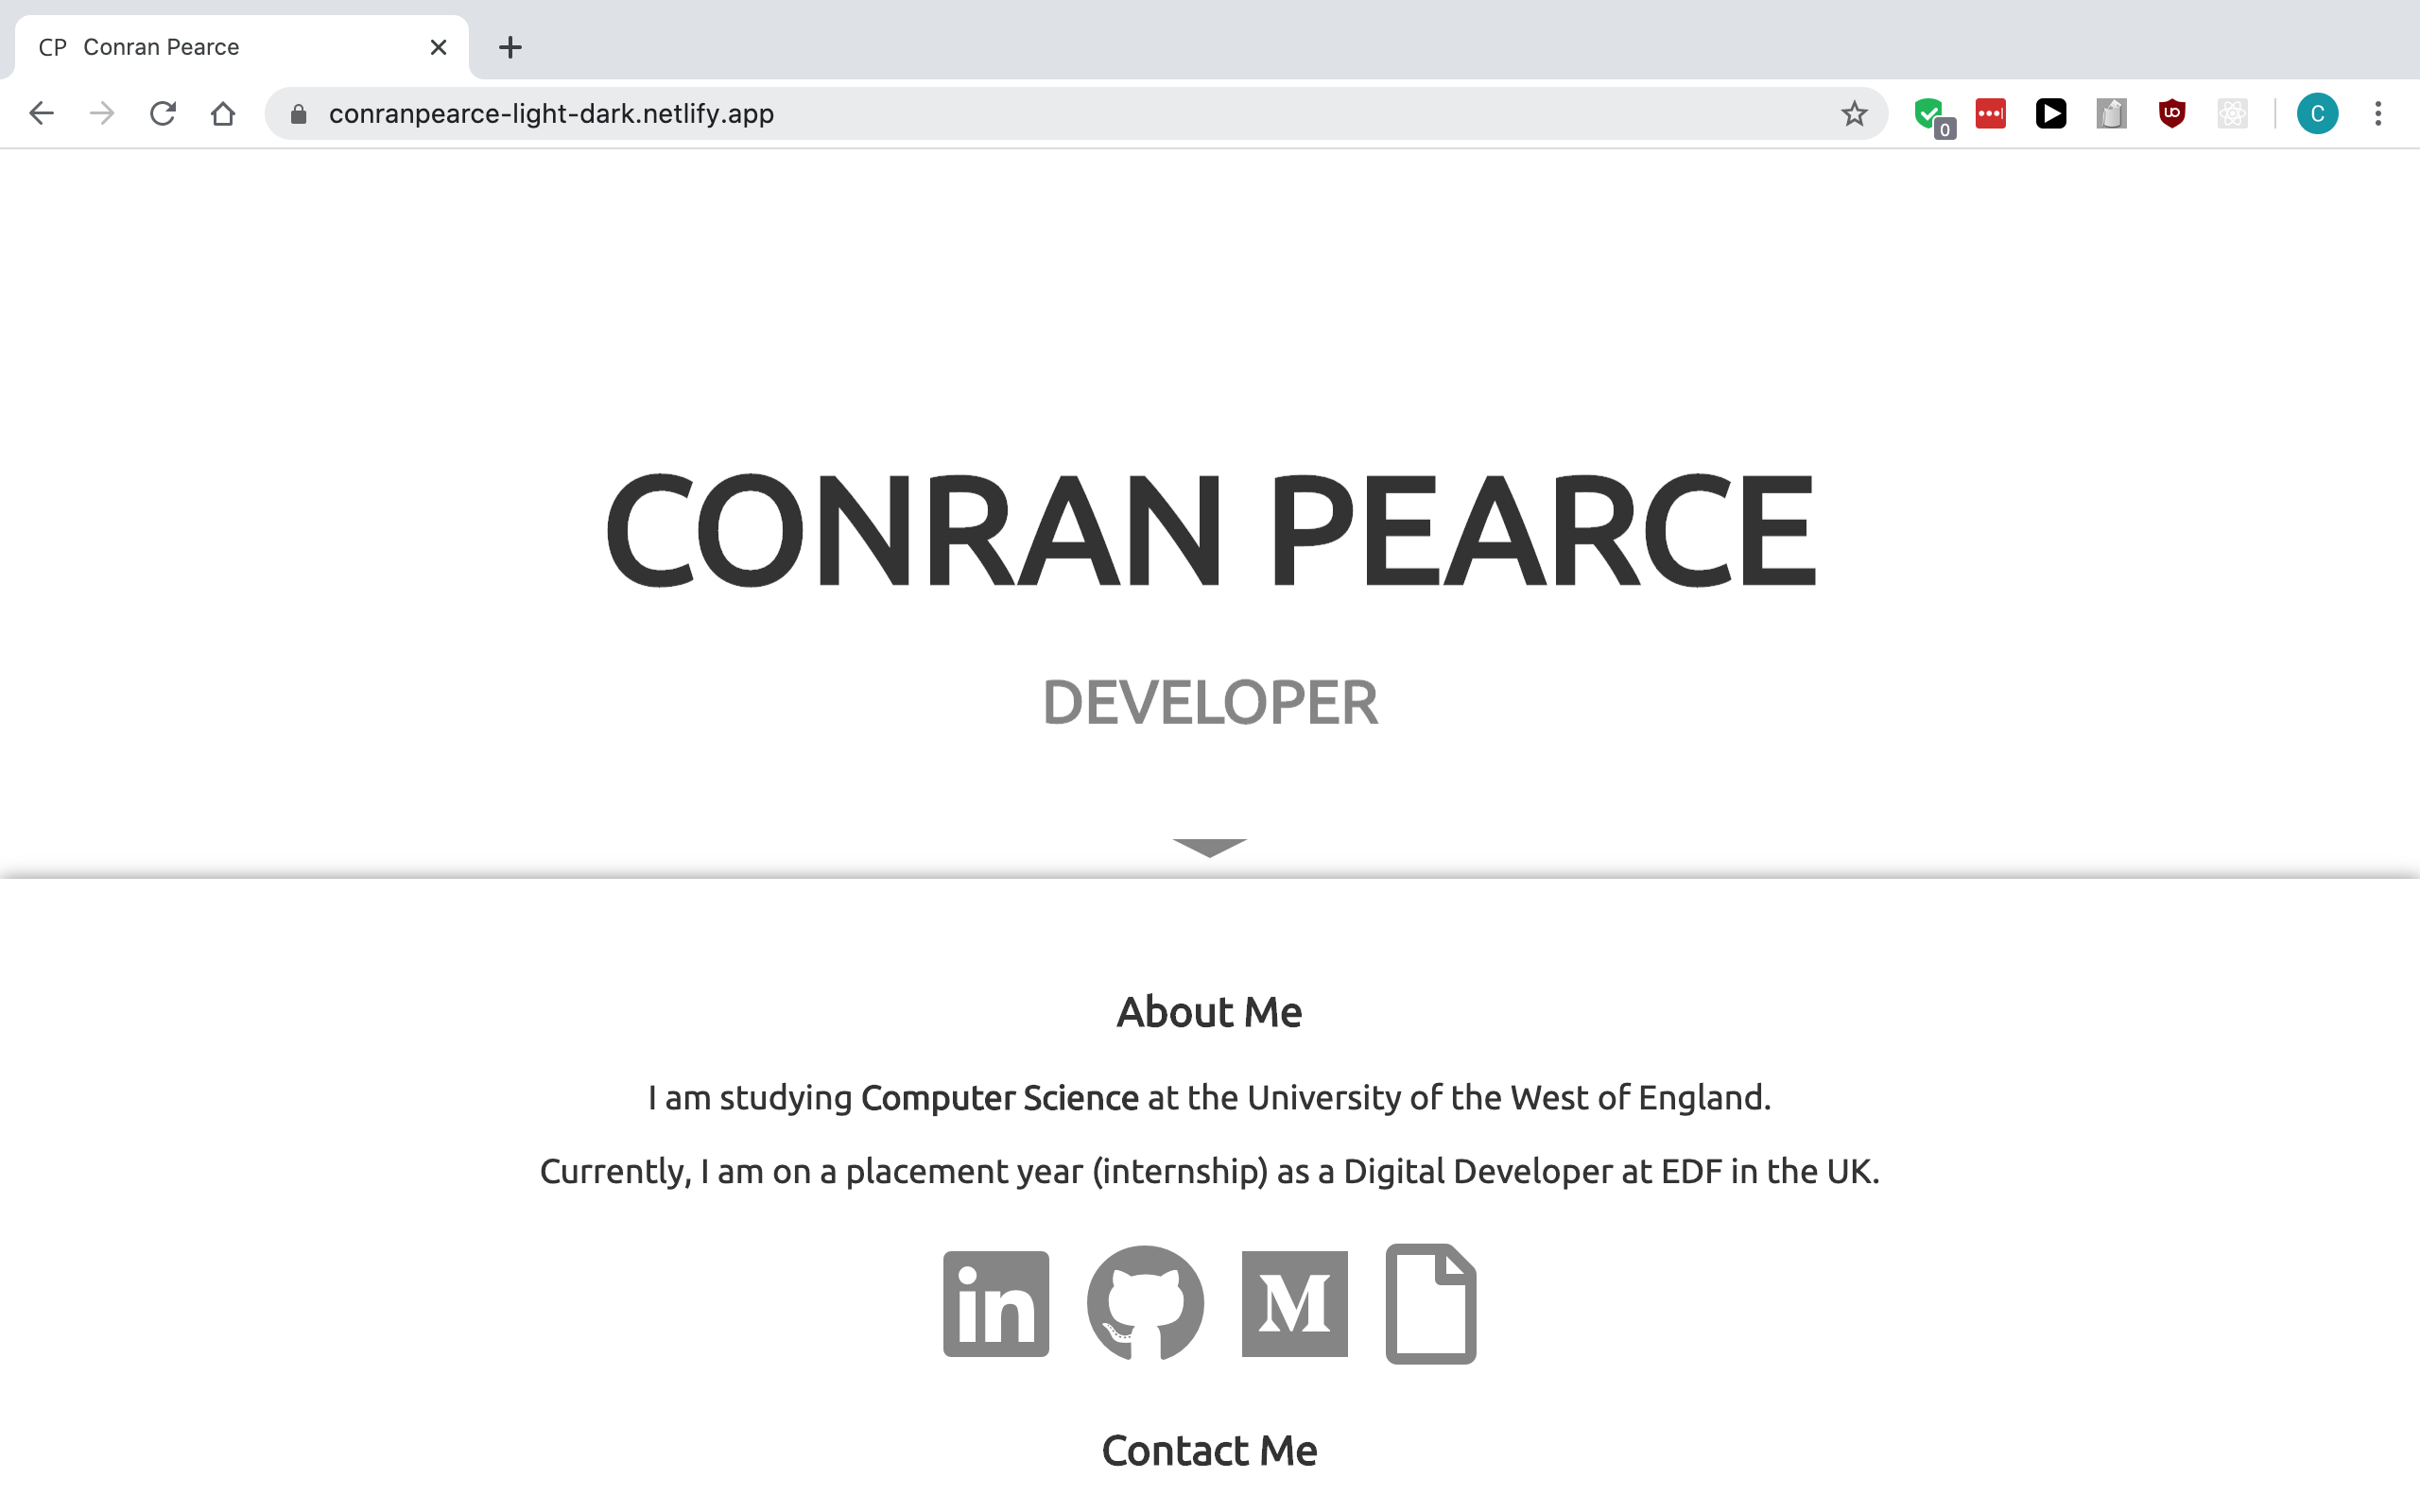 CP Conran Pearce
conranpearce-light-dark.netlify.app
0
UO
C
CONRAN PEARCE
DEVELOPER
About Me
I am studying Computer Science at the University of the West of England.
Currently, I am on a placement year (internship) as a Digital Developer at EDF in the UK.
in
M
Contact Me